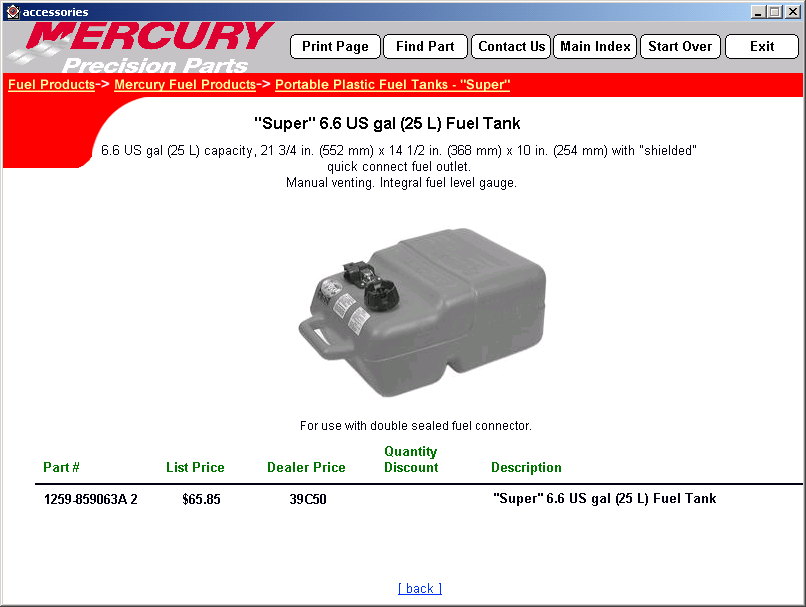 accessories
MERCURY
Precision Parts
Print Page Find Part Contact Us Main Index Start Over Exit
Fuel Products-> Mercury Fuel Products-> Portable Plastic Fuel Tanks - "Super"
"Super" 6.6 US gal (25 L) Fuel Tank
6.6 US gal (25 L) capacity, 21 3/4 in. (552 mm) x 14 1/2 in. (368 mm) x 10 in. (254 mm) with "shielded"
quick connect fuel outlet.
Manual venting. Integral fuel level gauge.
For use with double sealed fuel connector.
Part # List Price Dealer Price Quantity Discount Description
1259-859063A 2 $65.85 39C50 "Super" 6.6 US gal (25 L) Fuel Tank
[ back ]